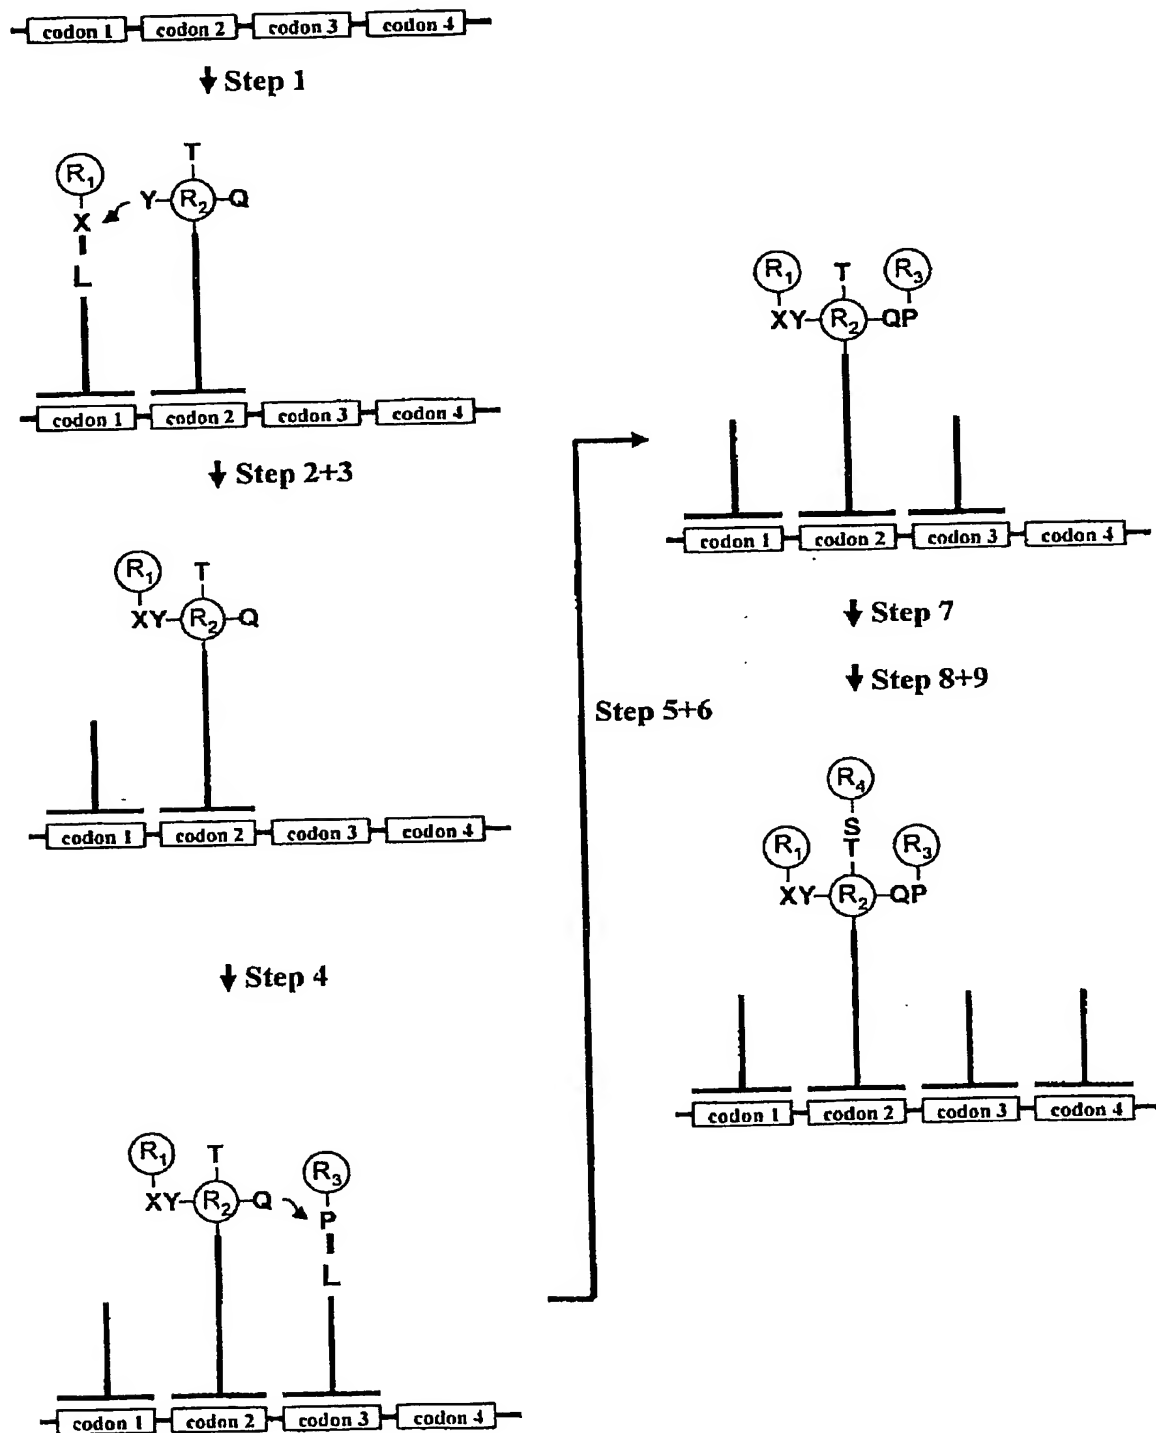 codon 1 codon 2 codon 3 codon 4
Step 1
T
R1
Y R2 Q
X
L
codon 1 codon 2 codon 3 codon 4
Step 2+3
R1 T
XY R2 Q
codon 1 codon 2 codon 3 codon 4
Step 4
R1 T R3
XY R2 Q P
L
codon 1 codon 2 codon 3 codon 4
Step 5+6
R1 T R3
XY R2 QP
codon 1 codon 2 codon 3 codon 4
Step 7
Step 8+9
R4
S
R1 T R3
XY R2 QP
codon 1 codon 2 codon 3 codon 4